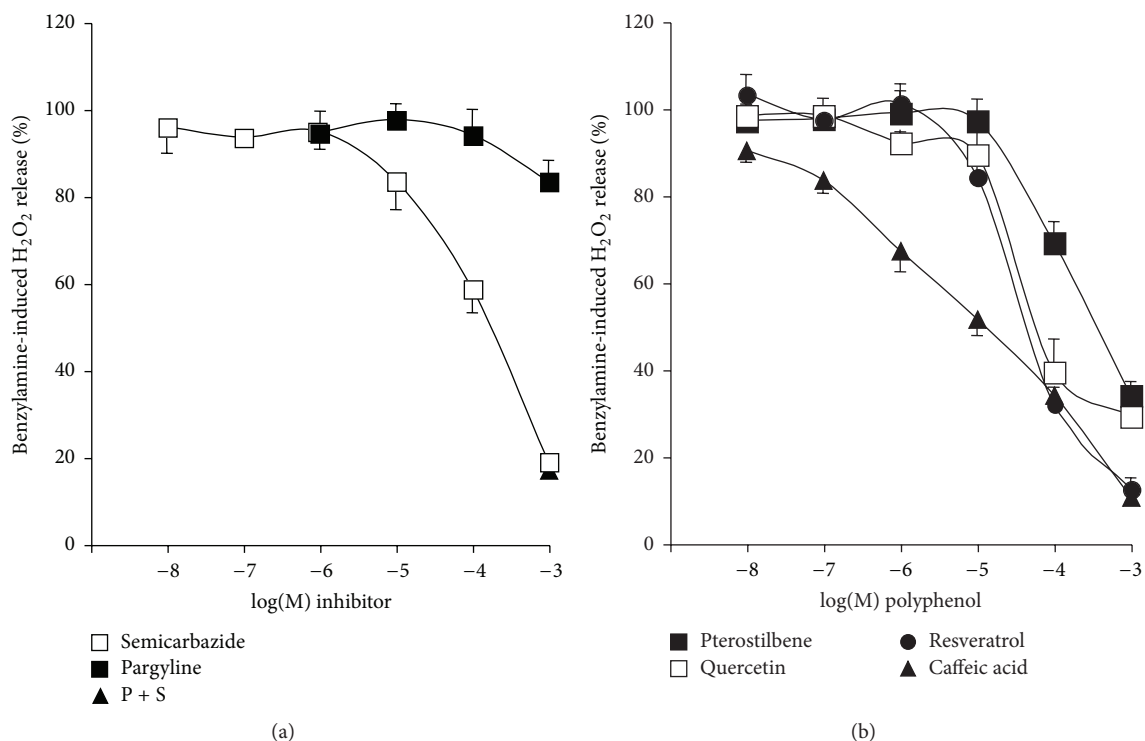 Benzylamine-induced H₂O₂ release (%)
120
100
80
60
40
20
0
−8 −7 −6 −5 −4 −3
log(M) inhibitor
Semicarbazide
Pargyline
P + S
(a)
Benzylamine-induced H₂O₂ release (%)
120
100
80
60
40
20
0
−8 −7 −6 −5 −4 −3
log(M) polyphenol
Pterostilbene Resveratrol
Quercetin Caffeic acid
(b)